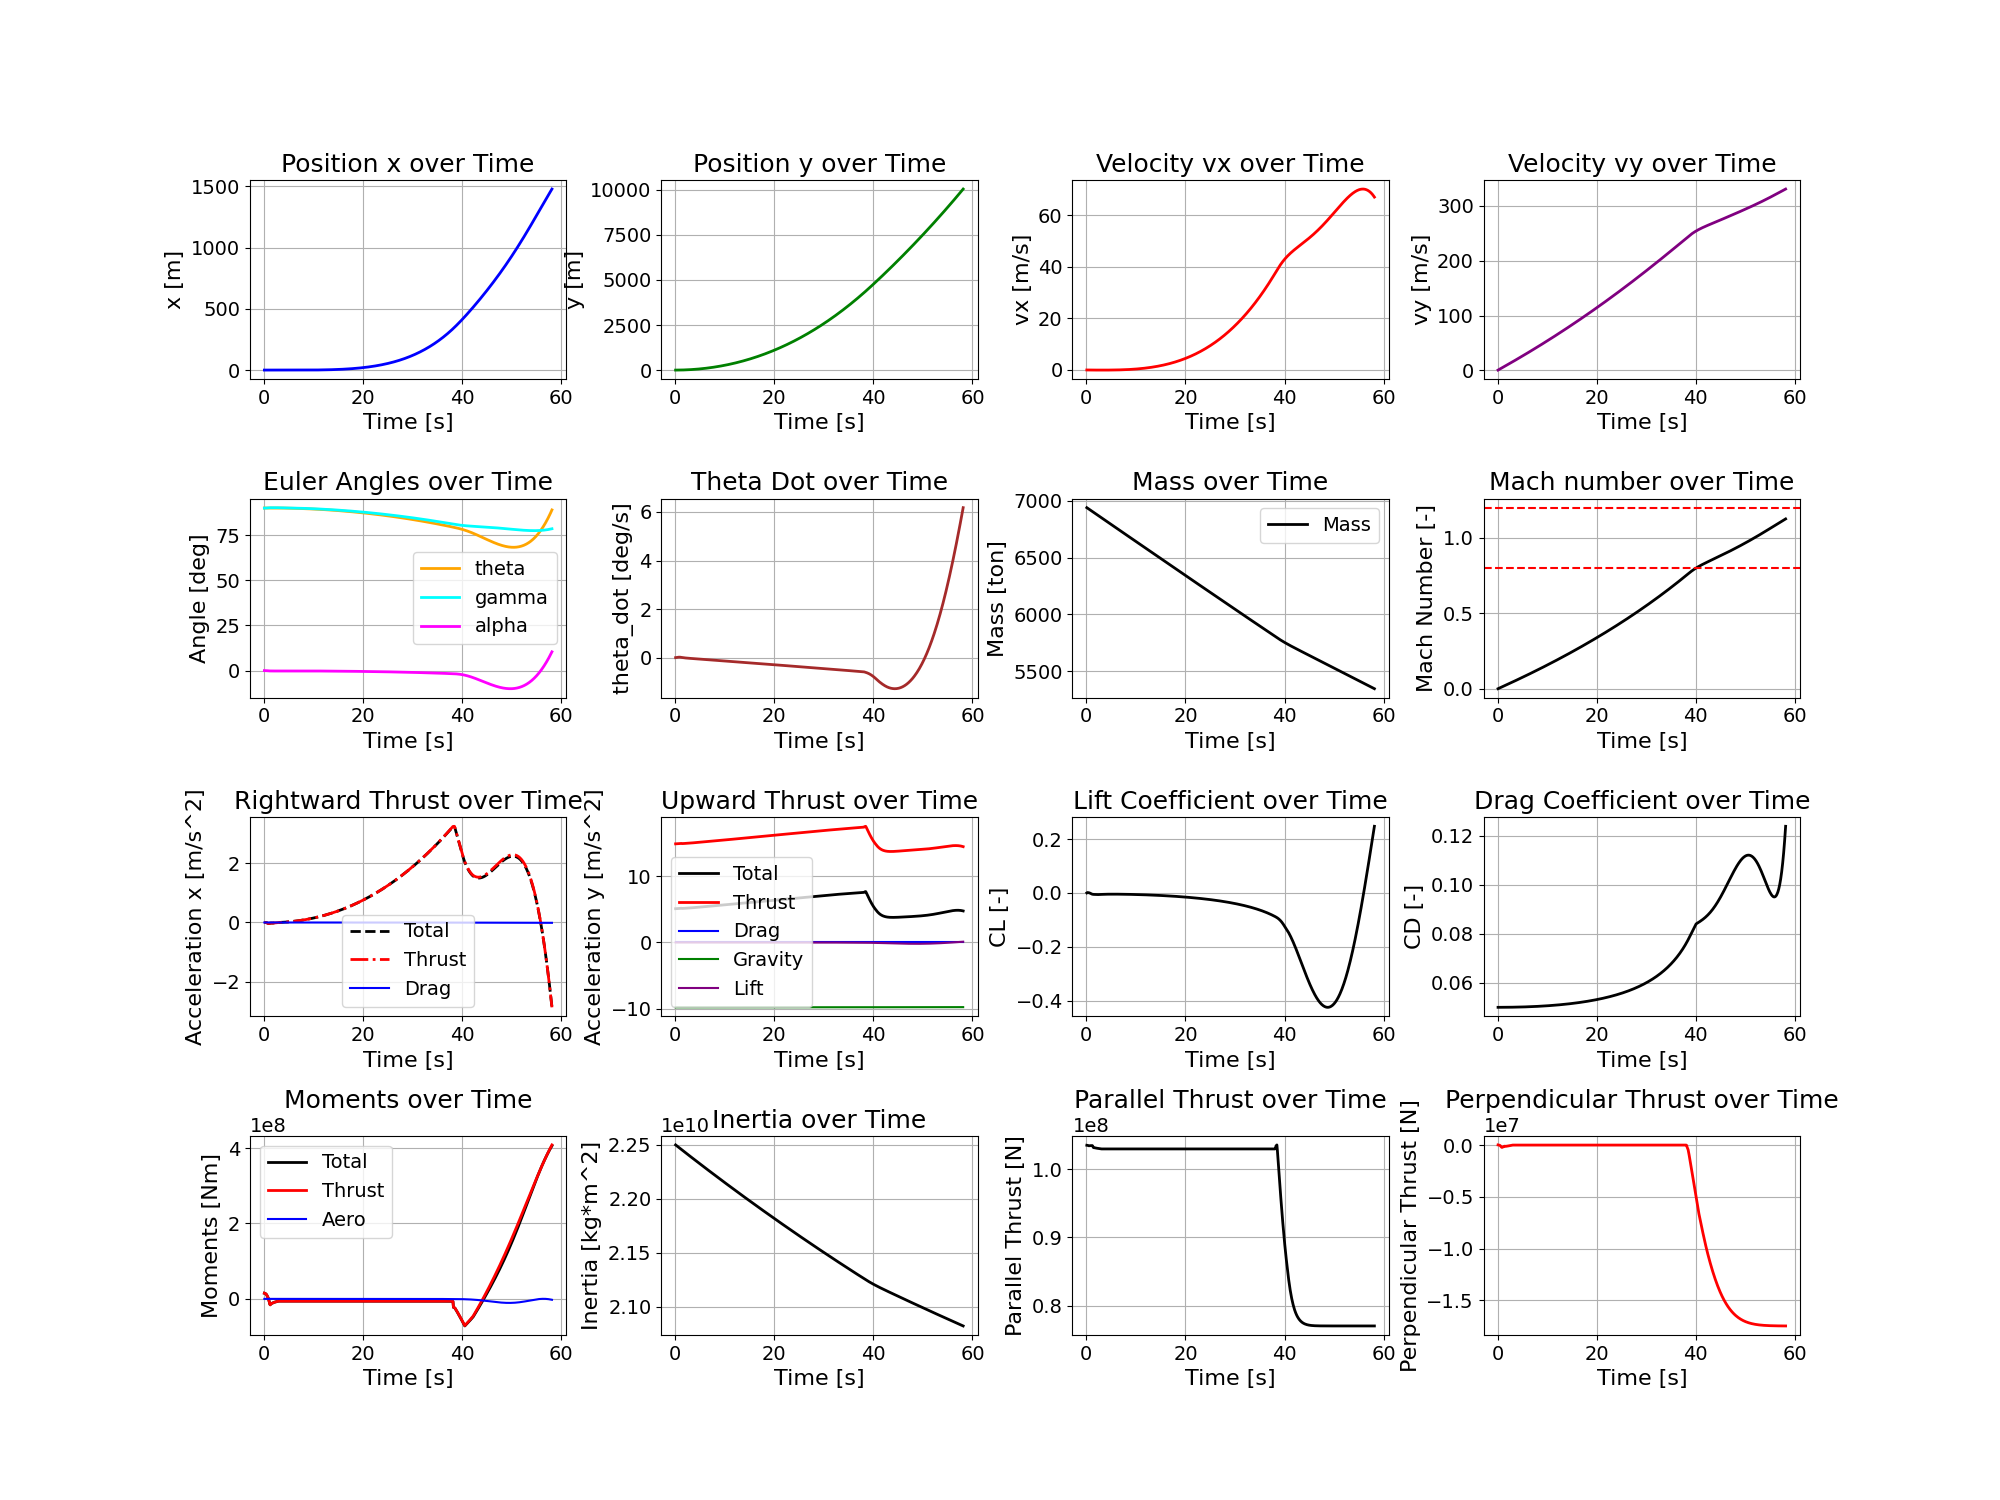 Position x over Time
x [m]
1500
1000
500
0
0 20 40 60
Time [s]
Position y over Time
y [m]
10000
7500
5000
2500
0
0 20 40 60
Time [s]
Velocity vx over Time
vx [m/s]
60
40
20
0
0 20 40 60
Time [s]
Velocity vy over Time
vy [m/s]
300
200
100
0
0 20 40 60
Time [s]
Euler Angles over Time
Angle [deg]
75
50
25
0
theta
gamma
alpha
0 20 40 60
Time [s]
Theta Dot over Time
theta_dot [deg/s]
6
4
2
0
0 20 40 60
Time [s]
Mass over Time
Mass [ton]
7000
6500
6000
5500
Mass
0 20 40 60
Time [s]
Mach number over Time
Mach Number [-]
1.0
0.5
0.0
0 20 40 60
Time [s]
Rightward Thrust over Time
Acceleration x [m/s^2]
2
0
−2
Total
Thrust
Drag
0 20 40 60
Time [s]
Upward Thrust over Time
Acceleration y [m/s^2]
10
0
−10
Total
Thrust
Drag
Gravity
Lift
0 20 40 60
Time [s]
Lift Coefficient over Time
CL [-]
0.2
0.0
−0.2
−0.4
0 20 40 60
Time [s]
Drag Coefficient over Time
CD [-]
0.12
0.10
0.08
0.06
0 20 40 60
Time [s]
Moments over Time
1e8
Moments [Nm]
4
2
0
Total
Thrust
Aero
0 20 40 60
Time [s]
Inertia over Time
1e10
Inertia [kg*m^2]
2.25
2.20
2.15
2.10
0 20 40 60
Time [s]
Parallel Thrust over Time
1e8
Parallel Thrust [N]
1.0
0.9
0.8
0 20 40 60
Time [s]
Perpendicular Thrust over Time
1e7
Perpendicular Thrust [N]
0.0
−0.5
−1.0
−1.5
0 20 40 60
Time [s]